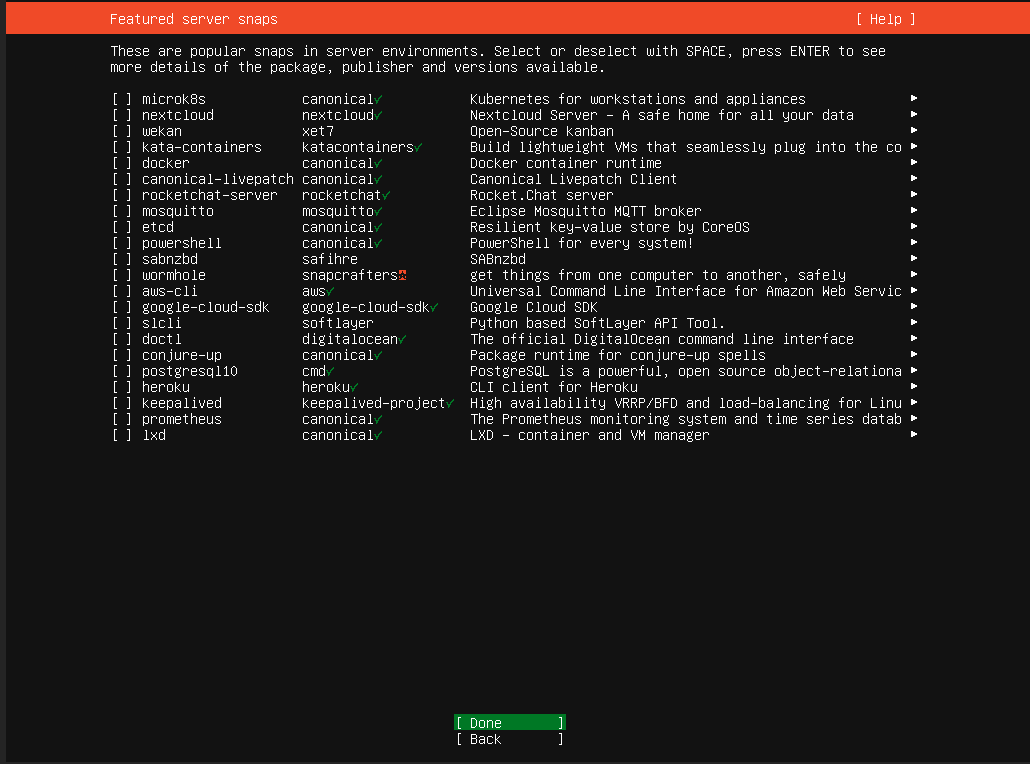 Featured server snaps [ Help ]
These are popular snaps in server environments. Select or deselect with SPACE, press ENTER to see
more details of the package, publisher and versions available.
[ ] microk8s canonical✓ Kubernetes for workstations and appliances ▸
[ ] nextcloud nextcloud✓ Nextcloud Server – A safe home for all your data ▸
[ ] wekan xet7 Open-Source kanban ▸
[ ] kata-containers katacontainers✓ Build lightweight VMs that seamlessly plug into the co ▸
[ ] docker canonical✓ Docker container runtime ▸
[ ] canonical-livepatch canonical✓ Canonical Livepatch Client ▸
[ ] rocketchat-server rocketchat✓ Rocket.Chat server ▸
[ ] mosquitto mosquitto✓ Eclipse Mosquitto MQTT broker ▸
[ ] etcd canonical✓ Resilient key-value store by CoreOS ▸
[ ] powershell canonical✓ PowerShell for every system! ▸
[ ] sabnzbd safihre SABnzbd ▸
[ ] wormhole snapcrafters get things from one computer to another, safely ▸
[ ] aws-cli aws✓ Universal Command Line Interface for Amazon Web Servic ▸
[ ] google-cloud-sdk google-cloud-sdk✓ Google Cloud SDK ▸
[ ] slcli softlayer Python based SoftLayer API Tool. ▸
[ ] doctl digitalocean✓ The official DigitalOcean command line interface ▸
[ ] conjure-up canonical✓ Package runtime for conjure-up spells ▸
[ ] postgresql10 cmd✓ PostgreSQL is a powerful, open source object-relationa ▸
[ ] heroku heroku✓ CLI client for Heroku ▸
[ ] keepalived keepalived-project✓ High availability VRRP/BFD and load-balancing for Linu ▸
[ ] prometheus canonical✓ The Prometheus monitoring system and time series datab ▸
[ ] lxd canonical✓ LXD – container and VM manager ▸
[ Done ]
[ Back ]